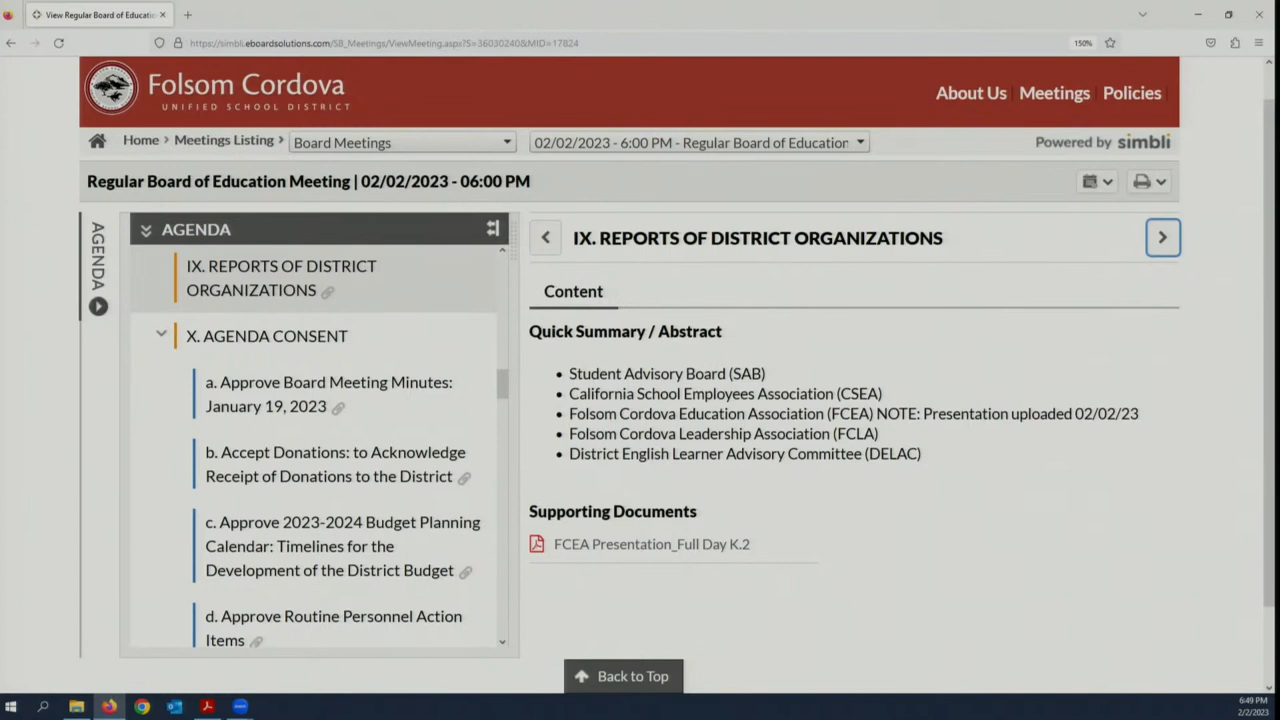 View Regular Board of Educatio
https://simbli.eboardsolutions.com/SB_Meetings/ViewMeeting.aspx?S=36030240&MID=17824
150%
Folsom Cordova
UNIFIED SCHOOL DISTRICT
About Us Meetings Policies
Home > Meetings Listing > Board Meetings 02/02/2023 - 6:00 PM - Regular Board of Education
Powered by simbli
Regular Board of Education Meeting | 02/02/2023 - 06:00 PM
AGENDA
AGENDA
IX. REPORTS OF DISTRICT
ORGANIZATIONS
X. AGENDA CONSENT
a. Approve Board Meeting Minutes:
January 19, 2023
b. Accept Donations: to Acknowledge
Receipt of Donations to the District
c. Approve 2023-2024 Budget Planning
Calendar: Timelines for the
Development of the District Budget
d. Approve Routine Personnel Action
Items
IX. REPORTS OF DISTRICT ORGANIZATIONS
Content
Quick Summary / Abstract
• Student Advisory Board (SAB)
• California School Employees Association (CSEA)
• Folsom Cordova Education Association (FCEA) NOTE: Presentation uploaded 02/02/23
• Folsom Cordova Leadership Association (FCLA)
• District English Learner Advisory Committee (DELAC)
Supporting Documents
FCEA Presentation_Full Day K.2
Back to Top
6:49 PM
2/2/2023